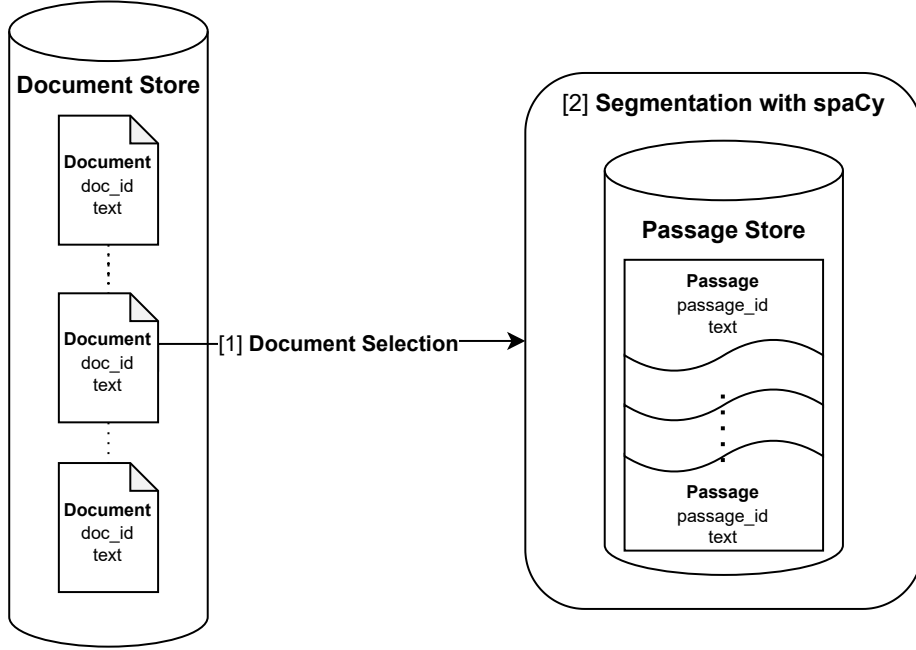 Document Store
Document
doc_id
text
Document
doc_id
text
Document
doc_id
text
[1] Document Selection
[2] Segmentation with spaCy
Passage Store
Passage
passage_id
text
Passage
passage_id
text